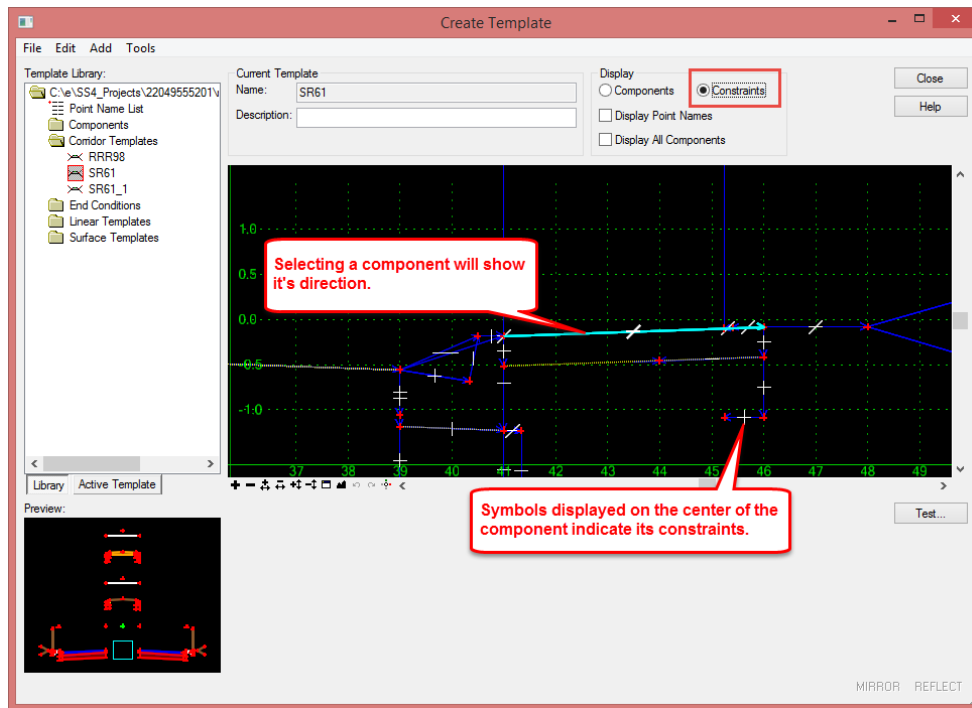 Create Template
File Edit Add Tools
Template Library:
C:\e\SS4_Projects\22049555201\
Point Name List
Components
Corridor Templates
RRR98
SR61
SR61_1
End Conditions
Linear Templates
Surface Templates
Library Active Template
Current Template
Name: SR61
Description:
Display
Components Constraints
Display Point Names
Display All Components
Close
Help
1.0
0.5
0.0
-0.5
-1.0
37 38 39 40 41 42 43 44 45 46 47 48 49
Selecting a component will show
it's direction.
Symbols displayed on the center of the
component indicate its constraints.
Test...
Preview:
MIRROR REFLECT